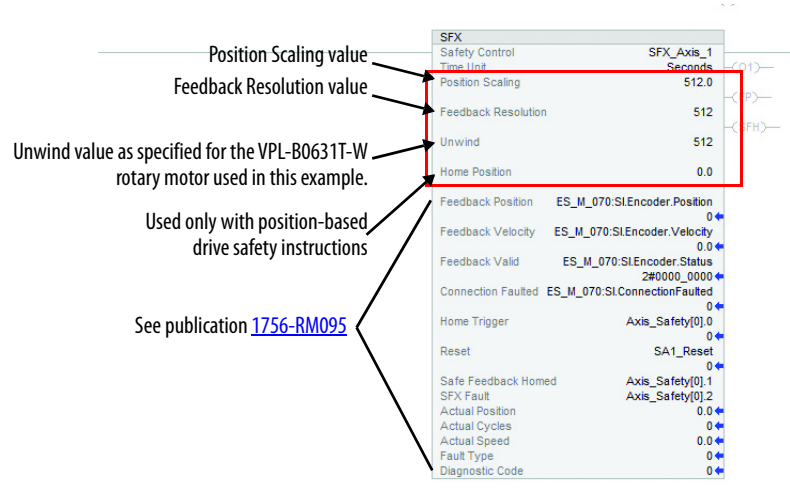 SFX
Safety Control SFX_Axis_1
Time Unit Seconds
(O1)
Position Scaling 512.0
Feedback Resolution 512
Unwind 512
Home Position 0.0
Feedback Position ES_M_070:SI.Encoder.Position
0
Feedback Velocity ES_M_070:SI.Encoder.Velocity
0.0
Feedback Valid ES_M_070:SI.Encoder.Status
2#0000_0000
Connection Faulted ES_M_070:SI.ConnectionFaulted
0
Home Trigger Axis_Safety[0].0
0
Reset SA1_Reset
0
Safe Feedback Homed Axis_Safety[0].1
SFX Fault Axis_Safety[0].2
Actual Position 0.0
Actual Cycles 0
Actual Speed 0.0
Fault Type 0
Diagnostic Code 0
Position Scaling value
Feedback Resolution value
Unwind value as specified for the VPL-B0631T-W
rotary motor used in this example.
Used only with position-based
drive safety instructions
See publication 1756-RM095